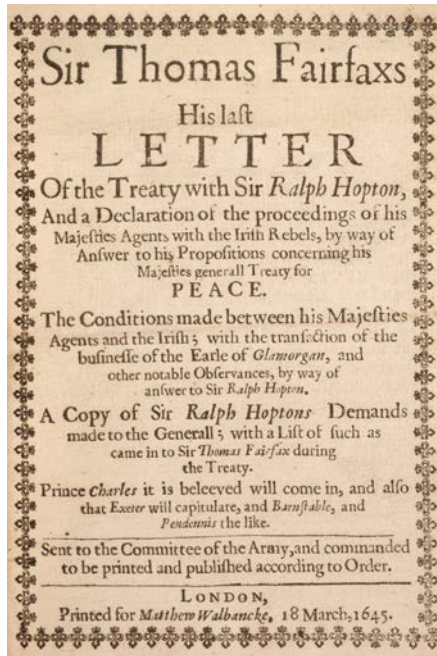 Sir Thomas Fairfaxs
His laſt
LETTER
Of the Treaty with Sir Ralph Hopton,
And a Declaration of the proceedings of his
Majeſties Agents with the Iriſh Rebels, by way of
Anſwer to his Propoſitions concerning his
Majeſties generall Treaty for
PEACE.
The Conditions made between his Majeſties
Agents and the Iriſh; with the tranſaction of the
buſineſſe of the Earle of Glamorgan, and
other notable Obſervances, by way of
anſwer to Sir Ralph Hopton.
A Copy of Sir Ralph Hoptons Demands
made to the Generall; with a Liſt of ſuch as
came in to Sir Thomas Fairfax during
the Treaty.
Prince Charles it is beleeved will come in, and alſo
that Exeter will capitulate, and Barnſtable, and
Pendennis the like.
Sent to the Committee of the Army, and commanded
to be printed and publiſhed according to Order.
LONDON,
Printed for Matthew Walbancke, 18 March, 1645.